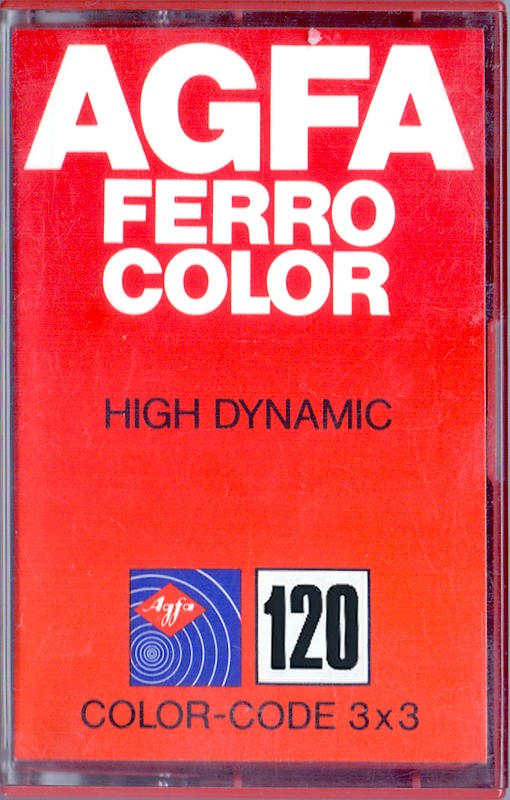 AGFA
FERRO
COLOR
HIGH DYNAMIC
Agfa
120
COLOR-CODE 3x3